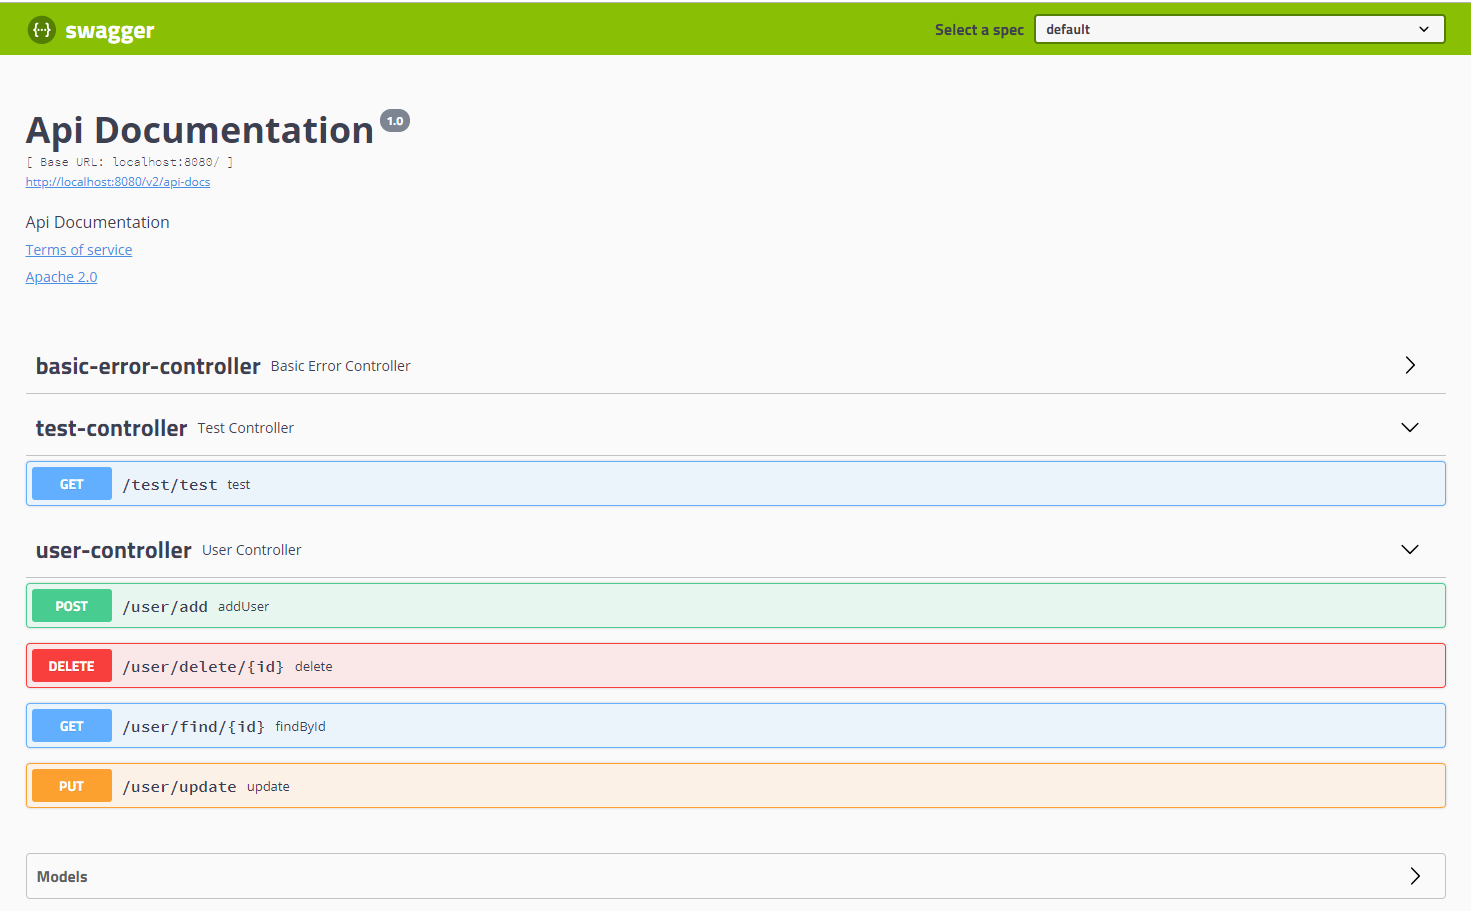 {···} swagger
Select a spec default
Api Documentation 1.0
[ Base URL: localhost:8080/ ]
http://localhost:8080/v2/api-docs
Api Documentation
Terms of service
Apache 2.0
basic-error-controller Basic Error Controller
test-controller Test Controller
GET /test/test test
user-controller User Controller
POST /user/add addUser
DELETE /user/delete/{id} delete
GET /user/find/{id} findById
PUT /user/update update
Models